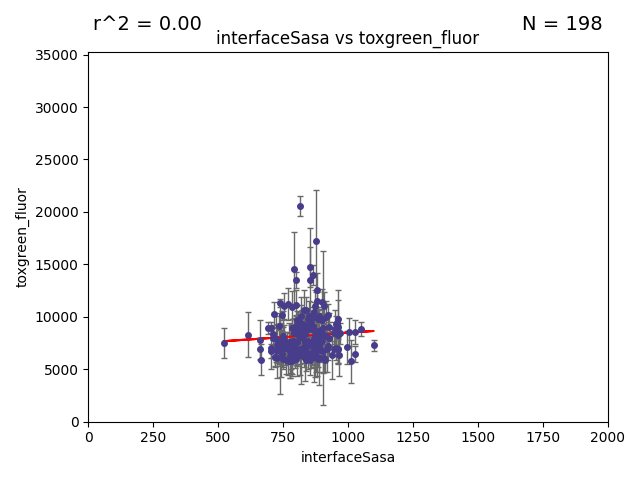 r^2 = 0.00
N = 198
interfaceSasa vs toxgreen_fluor
35000
30000
25000
20000
15000
10000
5000
0
toxgreen_fluor
0 250 500 750 1000 1250 1500 1750 2000
interfaceSasa